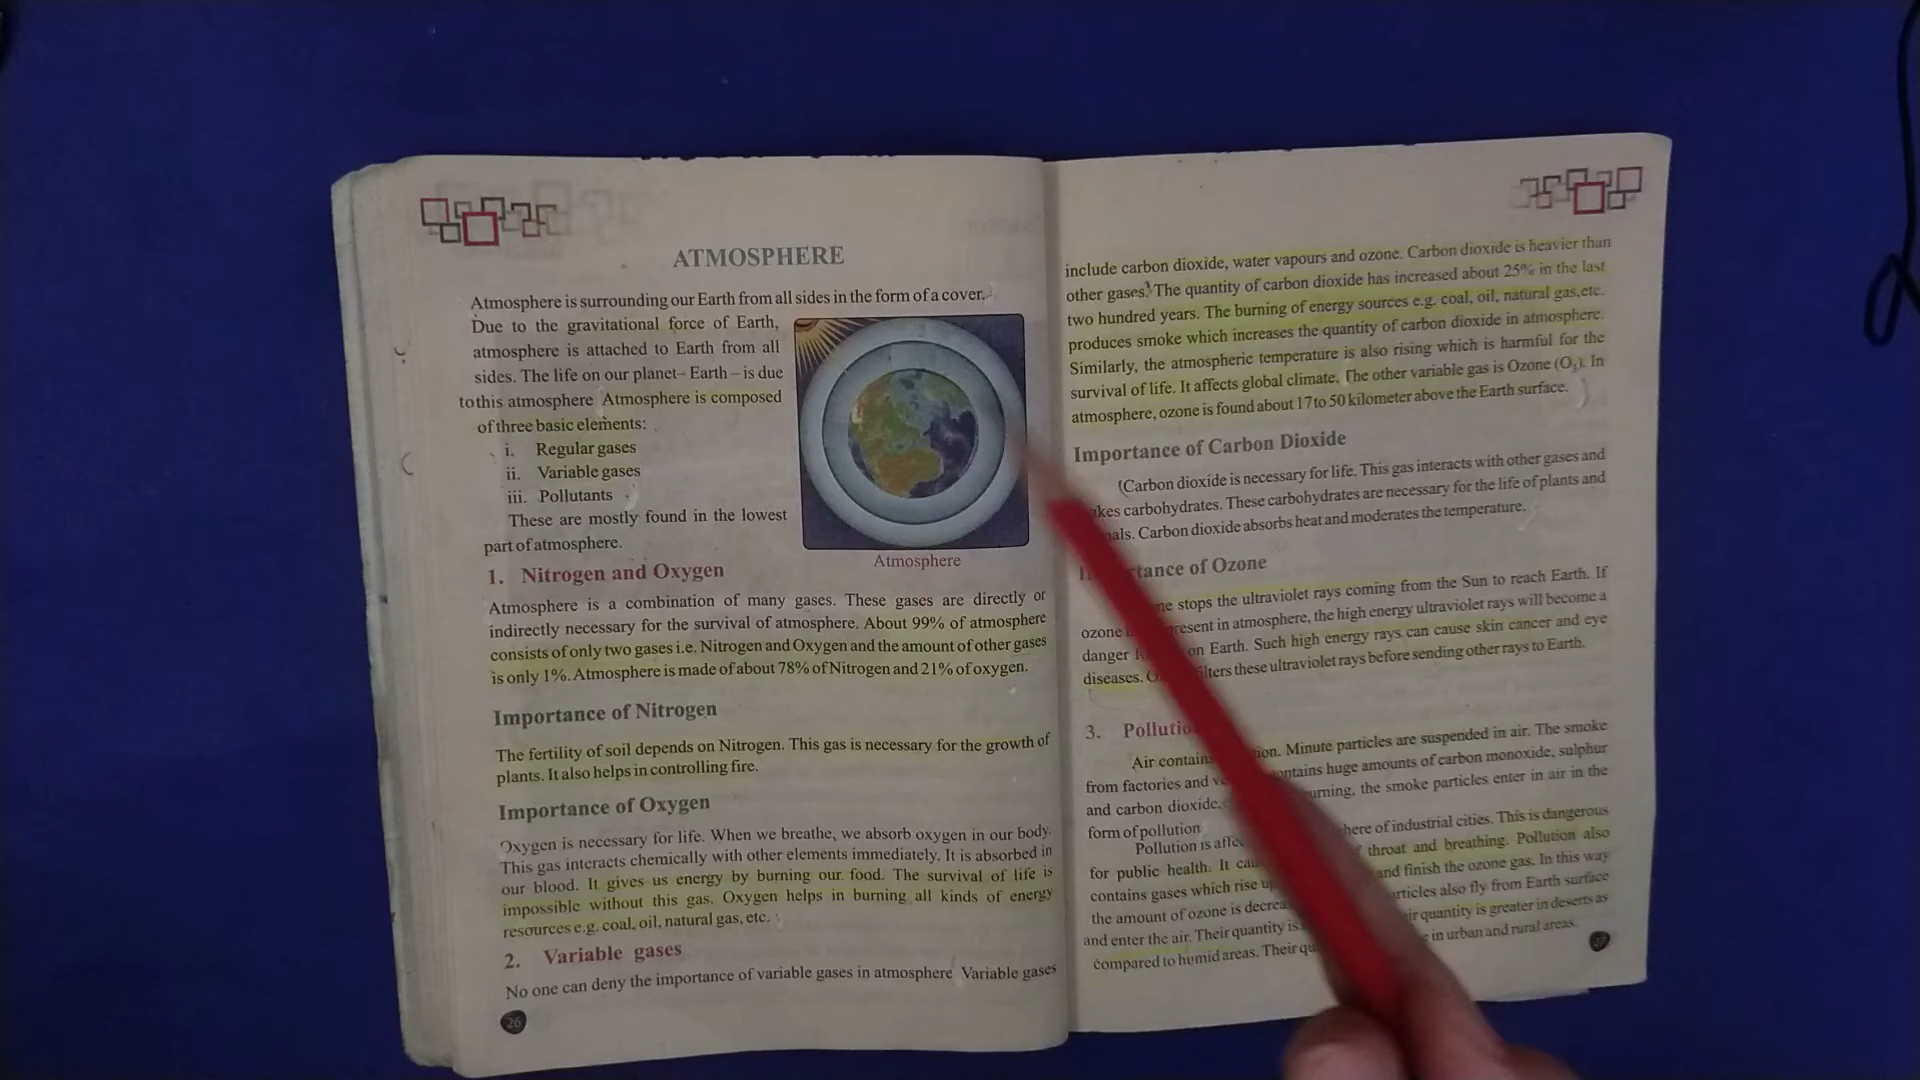 ATMOSPHERE
Atmosphere is surrounding our Earth from all sides in the form of a cover.
Due to the gravitational force of Earth,
atmosphere is attached to Earth from all
sides. The life on our planet– Earth – is due
to this atmosphere Atmosphere is composed
of three basic elements:
i. Regular gases
ii. Variable gases
iii. Pollutants
These are mostly found in the lowest
part of atmosphere.
Atmosphere
1. Nitrogen and Oxygen
Atmosphere is a combination of many gases. These gases are directly or
indirectly necessary for the survival of atmosphere. About 99% of atmosphere
consists of only two gases i.e. Nitrogen and Oxygen and the amount of other gases
is only 1%. Atmosphere is made of about 78% of Nitrogen and 21% of oxygen.
Importance of Nitrogen
The fertility of soil depends on Nitrogen. This gas is necessary for the growth of
plants. It also helps in controlling fire.
Importance of Oxygen
Oxygen is necessary for life. When we breathe, we absorb oxygen in our body.
This gas interacts chemically with other elements immediately. It is absorbed in
our blood. It gives us energy by burning our food. The survival of life is
impossible without this gas. Oxygen helps in burning all kinds of energy
resources e.g. coal, oil, natural gas, etc.
2. Variable gases
No one can deny the importance of variable gases in atmosphere Variable gases
26
include carbon dioxide, water vapours and ozone. Carbon dioxide is heavier than
other gases. The quantity of carbon dioxide has increased about 25% in the last
two hundred years. The burning of energy sources e.g. coal, oil, natural gas,etc.
produces smoke which increases the quantity of carbon dioxide in atmosphere.
Similarly, the atmospheric temperature is also rising which is harmful for the
survival of life. It affects global climate. The other variable gas is Ozone (O3). In
atmosphere, ozone is found about 17 to 50 kilometer above the Earth surface.
Importance of Carbon Dioxide
Carbon dioxide is necessary for life. This gas interacts with other gases and
carbohydrates. These carbohydrates are necessary for the life of plants and
Carbon dioxide absorbs heat and moderates the temperature.
of Ozone
stops the ultraviolet rays coming from the Sun to reach Earth. If
ozone present in atmosphere, the high energy ultraviolet rays will become a
danger on Earth. Such high energy rays can cause skin cancer and eye
diseases. filters these ultraviolet rays before sending other rays to Earth.
3.
Air Minute particles are suspended in air. The smoke
from factories and contains huge amounts of carbon monoxide, sulphur
and carbon dioxide. the smoke particles enter in air in the
form of pollution
Pollution is of industrial cities. This is dangerous
for public health. It throat and breathing. Pollution also
contains gases which rise and finish the ozone gas. In this way
the amount of ozone is also fly from Earth surface
and enter the air. Their quantity is quantity is greater in deserts as
compared to humid areas. Their in urban and rural areas.